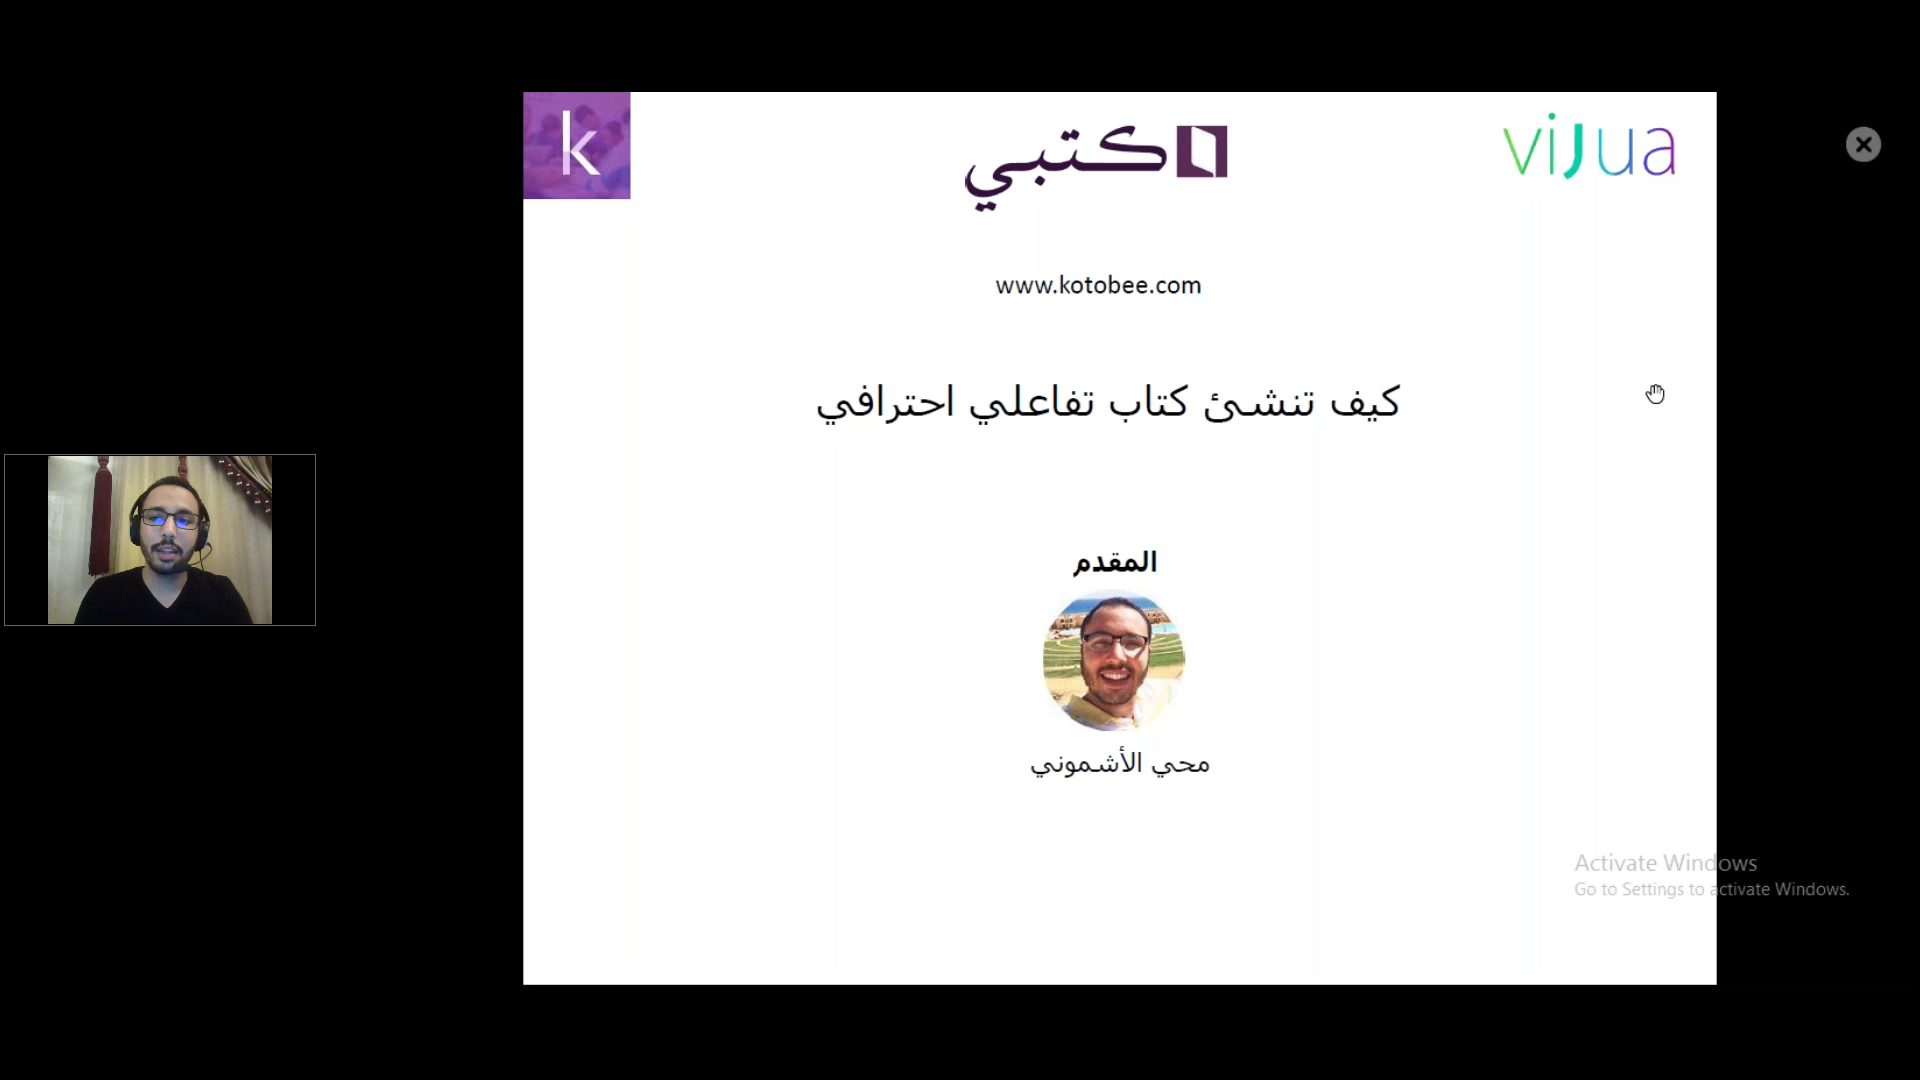 k
كتبي
viJua
www.kotobee.com
كيف تنشئ كتاب تفاعلي احترافي
المقدم
محي الأشموني
Activate Windows
Go to Settings to activate Windows.